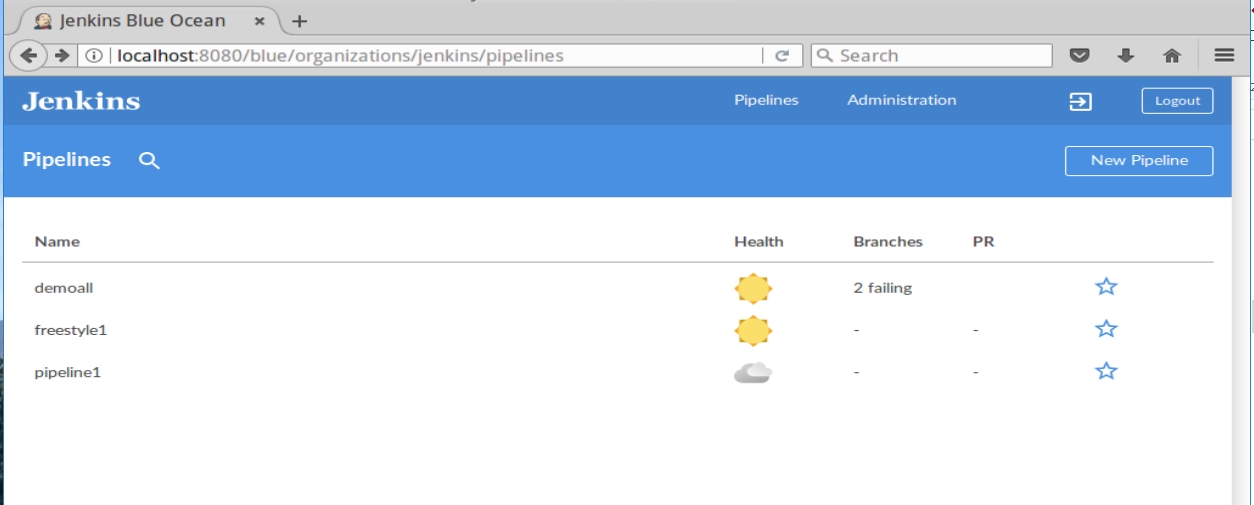 Jenkins Blue Ocean × +
localhost:8080/blue/organizations/jenkins/pipelines Search
Jenkins Pipelines Administration Logout
Pipelines New Pipeline
Name Health Branches PR
demoall 2 failing
freestyle1 - -
pipeline1 - -